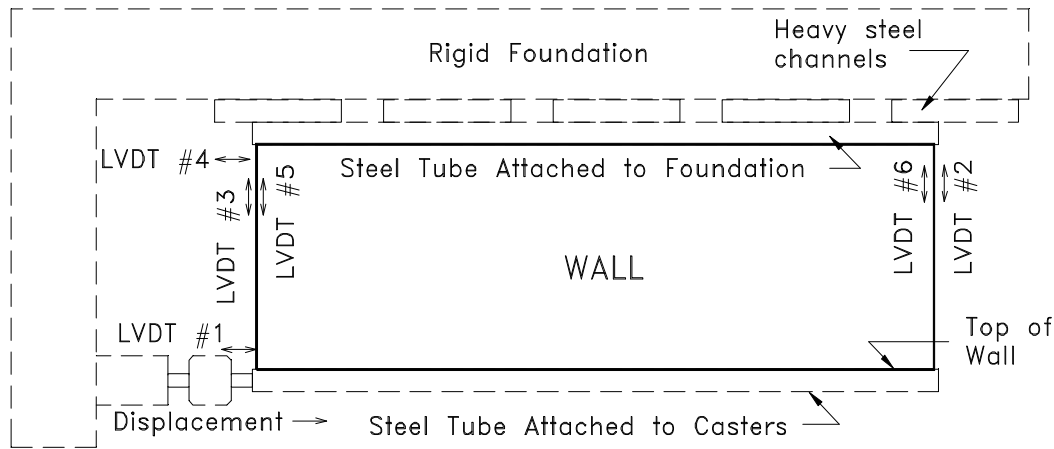 Heavy steel
channels
Rigid Foundation
LVDT #4
Steel Tube Attached to Foundation
LVDT #3
LVDT #5
LVDT #6
LVDT #2
WALL
LVDT #1
Top of
Wall
Displacement
Steel Tube Attached to Casters